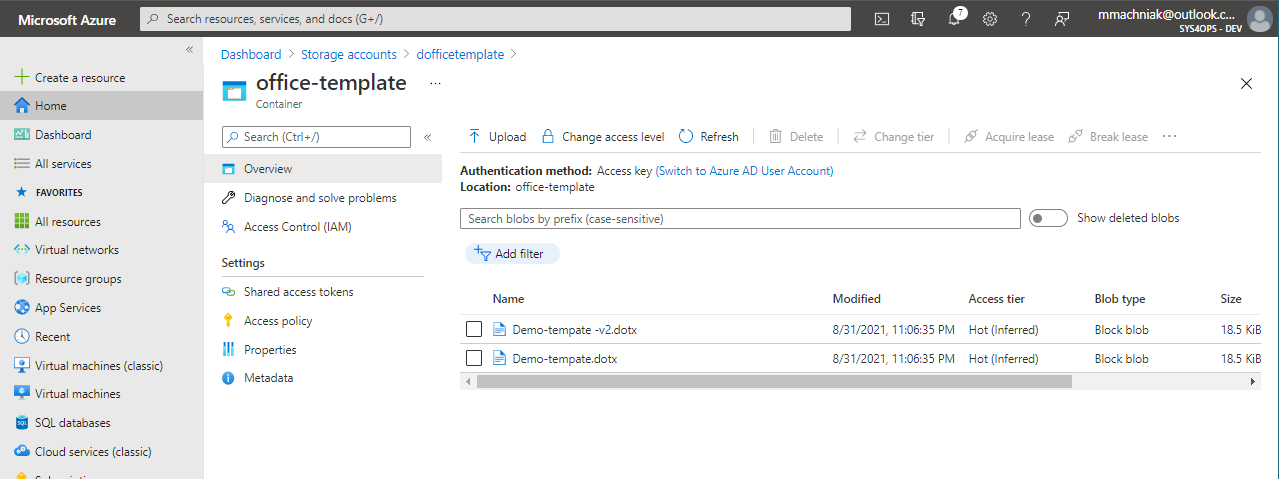 Microsoft Azure
Search resources, services, and docs (G+/)
7
mmachniak@outlook.c...
SYS4OPS - DEV
«
Create a resource
Home
Dashboard
All services
FAVORITES
All resources
Virtual networks
Resource groups
App Services
Recent
Virtual machines (classic)
Virtual machines
SQL databases
Cloud services (classic)
Dashboard > Storage accounts > dofficetemplate >
office-template ...
Container
Search (Ctrl+/) «
Overview
Diagnose and solve problems
Access Control (IAM)
Settings
Shared access tokens
Access policy
Properties
Metadata
Upload Change access level Refresh Delete Change tier Acquire lease Break lease ...
Authentication method: Access key (Switch to Azure AD User Account)
Location: office-template
Search blobs by prefix (case-sensitive) Show deleted blobs
Add filter
Name Modified Access tier Blob type Size
Demo-tempate -v2.dotx 8/31/2021, 11:06:35 PM Hot (Inferred) Block blob 18.5 KiB
Demo-tempate.dotx 8/31/2021, 11:06:35 PM Hot (Inferred) Block blob 18.5 KiB